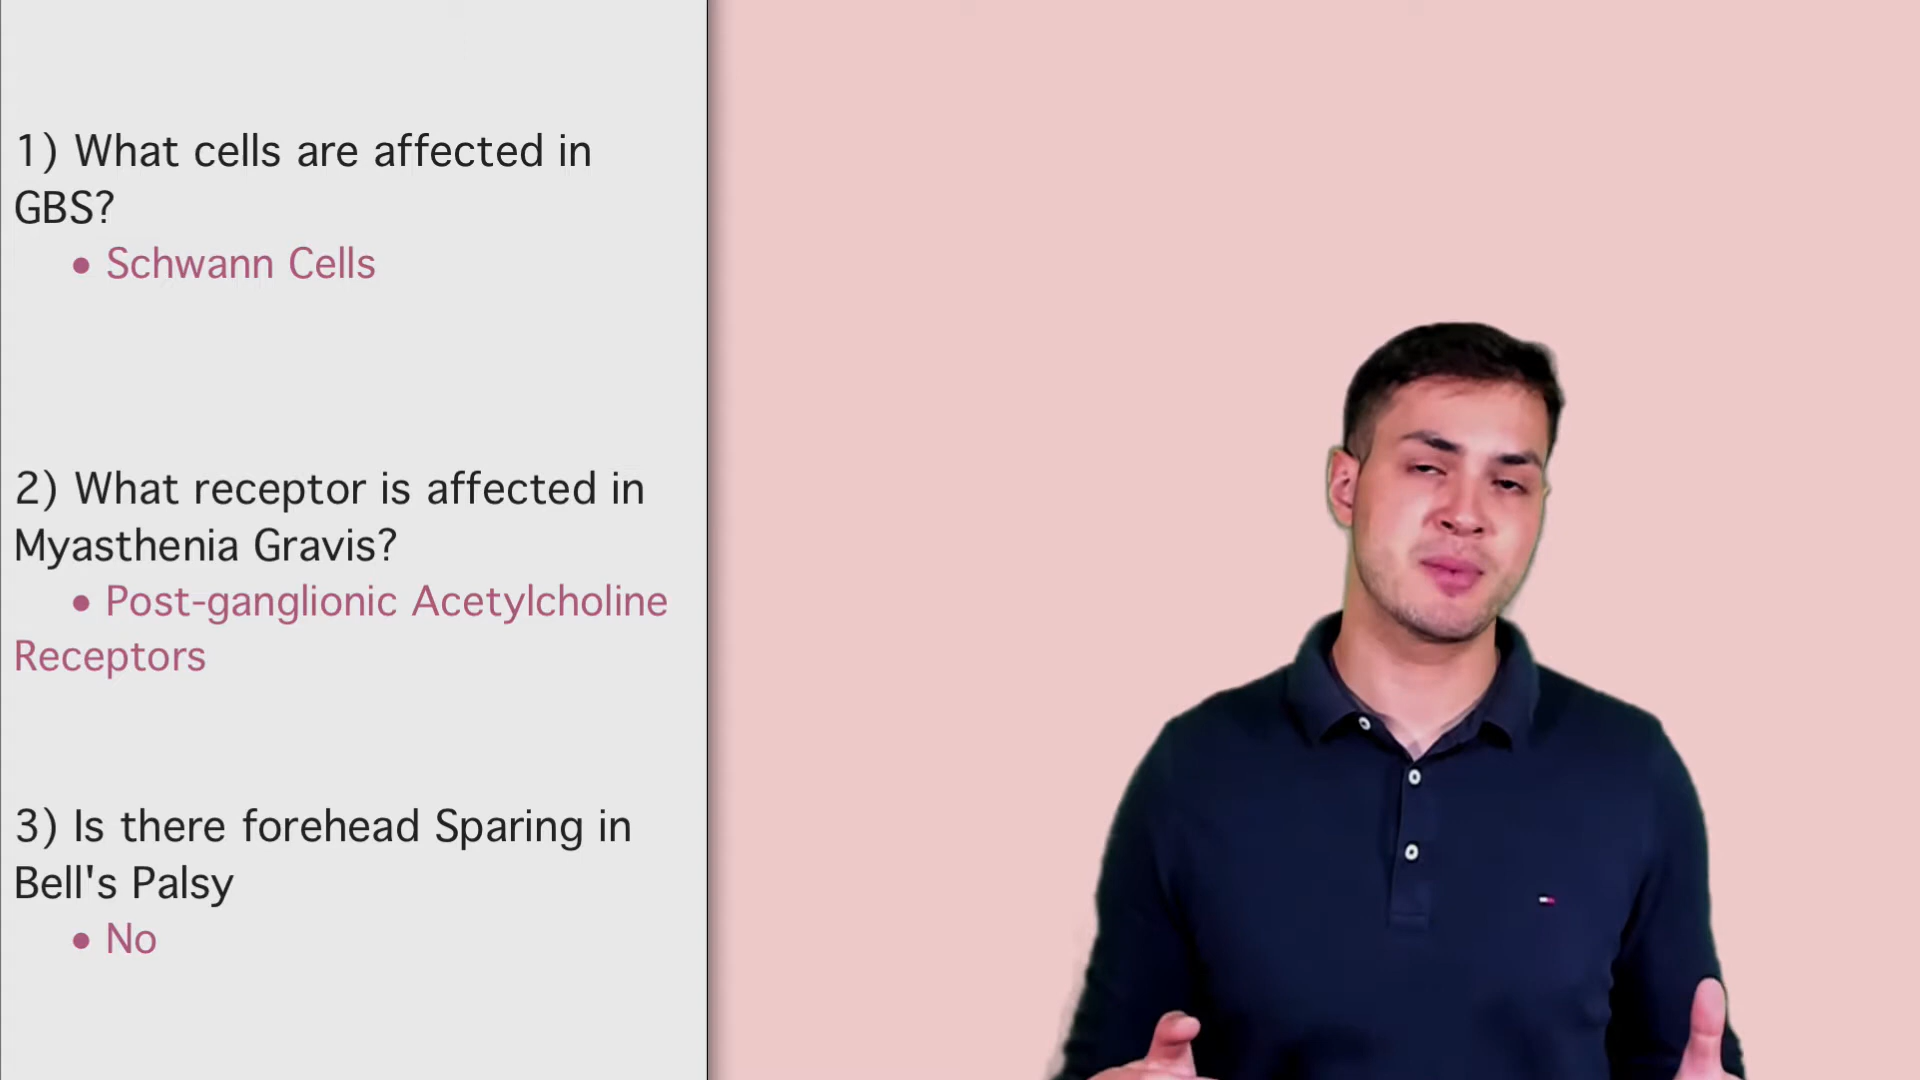 1) What cells are affected in
GBS?
• Schwann Cells
2) What receptor is affected in
Myasthenia Gravis?
• Post-ganglionic Acetylcholine
Receptors
3) Is there forehead Sparing in
Bell's Palsy
• No